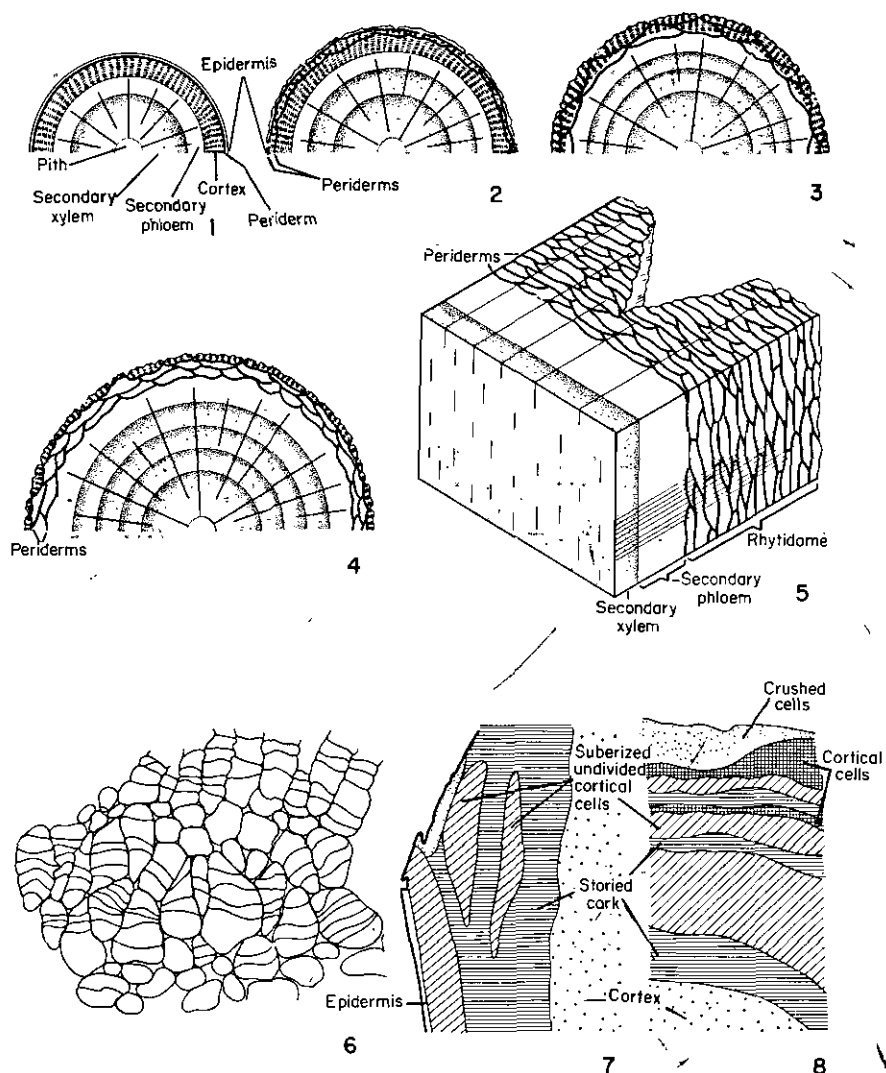 Epidermis
Pith
Secondary
xylem
Secondary
phloem
Cortex
Periderm
Periderms
1
2
3
Periderms
4
Periderms
Rhytidome
Secondary
phloem
Secondary
xylem
5
Crushed
cells
Suberized
undivided
cortical
cells
Cortical
cells
Storied
cork
Epidermis
Cortex
6
7
8